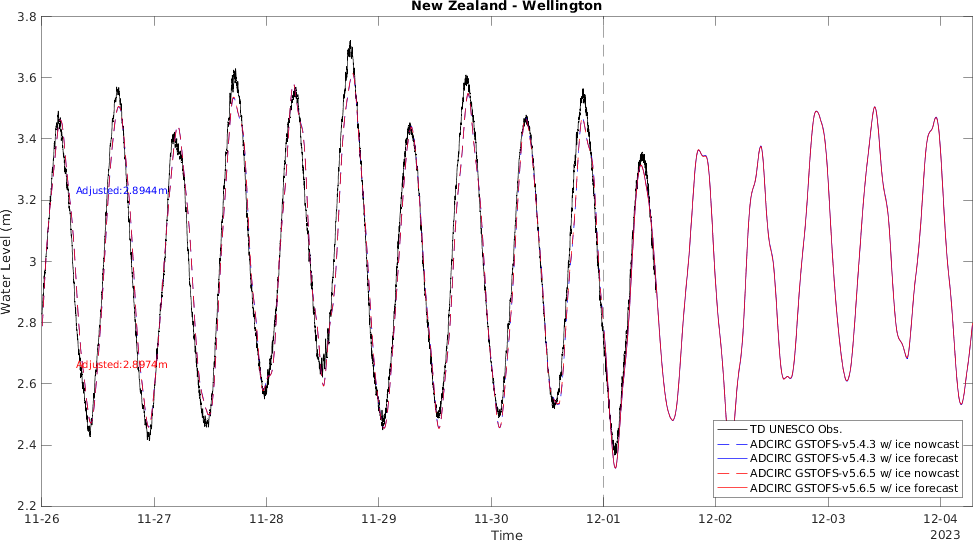 New Zealand - Wellington
3.8
3.6
3.4
3.2
3
2.8
2.6
2.4
2.2
Water Level (m)
Adjusted:2.8944m
Adjusted:2.8974m
TD UNESCO Obs.
ADCIRC GSTOFS-v5.4.3 w/ ice nowcast
ADCIRC GSTOFS-v5.4.3 w/ ice forecast
ADCIRC GSTOFS-v5.6.5 w/ ice nowcast
ADCIRC GSTOFS-v5.6.5 w/ ice forecast
11-26 11-27 11-28 11-29 11-30 12-01 12-02 12-03 12-04
Time
2023